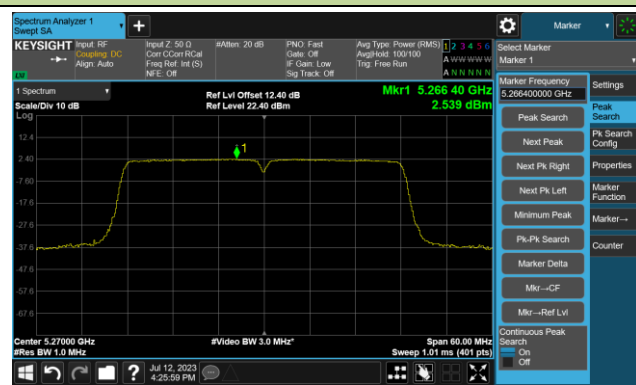 Spectrum Analyzer 1
Swept SA
KEYSIGHT
Input: RF
Coupling: DC
Align: Auto
Input Z: 50 Ω
Corr CCorr RCal
Freq Ref: Int (S)
NFE: Off
#Atten: 20 dB
PNO: Fast
Gate: Off
IF Gain: Low
Sig Track: Off
Avg Type: Power (RMS)
Avg|Hold: 100/100
Trig: Free Run
1 2 3 4 5 6
A W W W W W
A N N N N N
LV
1 Spectrum
Scale/Div 10 dB
Log
Ref Lvl Offset 12.40 dB
Ref Level 22.40 dBm
Mkr1 5.266 40 GHz
2.539 dBm
1
12.4
2.40
-7.60
-17.6
-27.6
-37.6
-47.6
-57.6
-67.6
Center 5.27000 GHz
#Res BW 1.0 MHz
#Video BW 3.0 MHz*
Span 60.00 MHz
Sweep 1.01 ms (401 pts)
Jul 12, 2023
4:25:59 PM
Marker
Select Marker
Marker 1
Marker Frequency
5.266400000 GHz
Peak Search
Next Peak
Next Pk Right
Next Pk Left
Minimum Peak
Pk-Pk Search
Marker Delta
Mkr→CF
Mkr→Ref Lvl
Continuous Peak
Search
On
Off
Settings
Peak
Search
Pk Search
Config
Properties
Marker
Function
Marker→
Counter